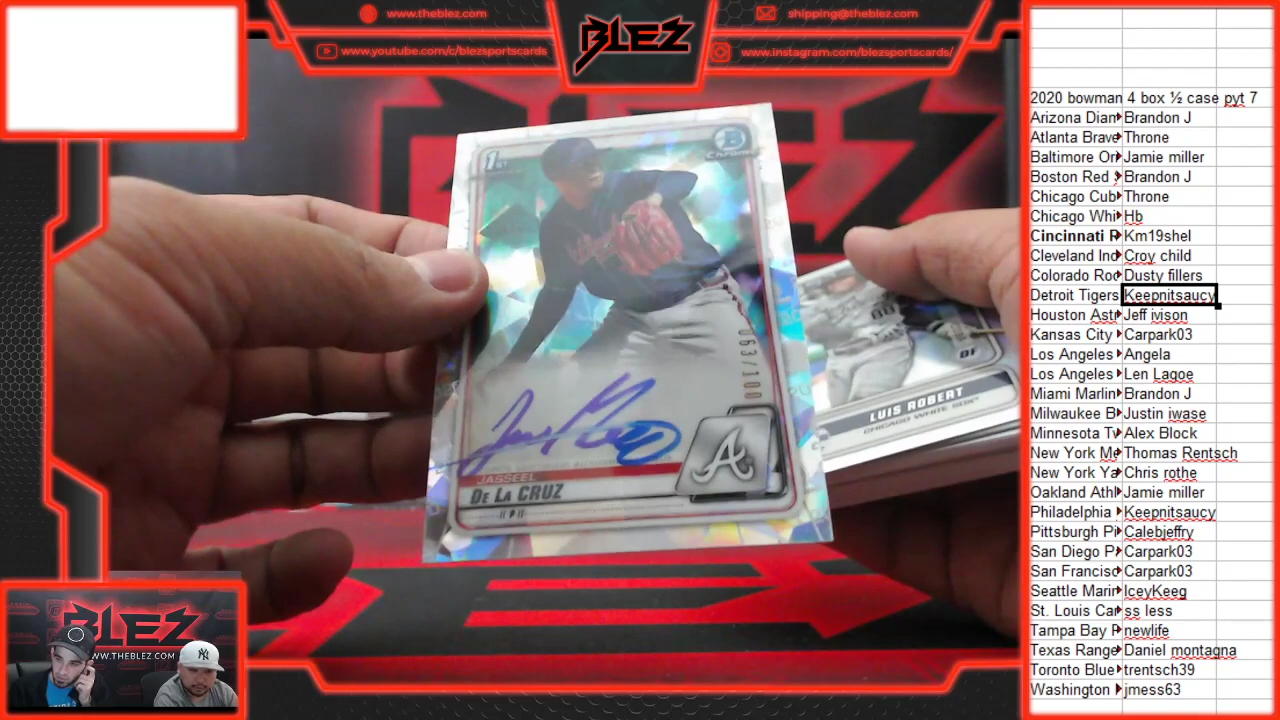 www.theblez.com
www.youtube.com/c/blezsportscards
BLEZ
shipping@theblez.com
www.instagram.com/blezsportscards/
1ST
B
Chrome
063/100
JASSEEL
DE LA CRUZ
P
A
OF
LUIS ROBERT
CHICAGO WHITE SOX
BLEZ
WWW.THEBLEZ.COM
2020 bowman 4 box ½ case pyt 7
Arizona Diam Brandon J
Atlanta Brave Throne
Baltimore Ori Jamie miller
Boston Red Brandon J
Chicago Cub Throne
Chicago Whi Hb
Cincinnati R Km19shel
Cleveland Ind Croy child
Colorado Roc Dusty fillers
Detroit Tigers Keepnitsaucy
Houston Astr Jeff ivison
Kansas City Carpark03
Los Angeles Angela
Los Angeles Len Lagoe
Miami Marlin Brandon J
Milwaukee B Justin iwase
Minnesota Tw Alex Block
New York Me Thomas Rentsch
New York Ya Chris rothe
Oakland Athl Jamie miller
Philadelphia Keepnitsaucy
Pittsburgh Pi Calebjeffry
San Diego P Carpark03
San Francisc Carpark03
Seattle Marin IceyKeeg
St. Louis Car ss less
Tampa Bay R newlife
Texas Range Daniel montagna
Toronto Blue trentsch39
Washington jmess63